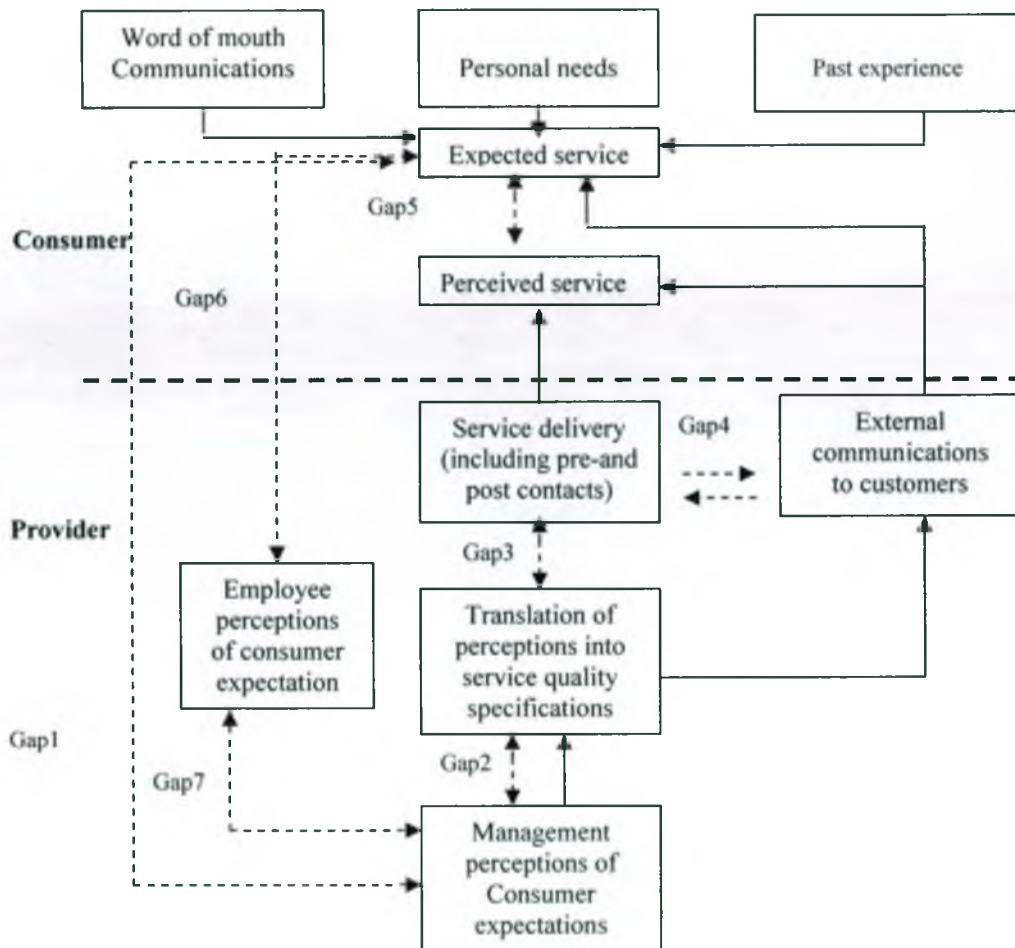 Word of mouth
Communications
Personal needs
Past experience
Expected service
Gap5
Consumer
Perceived service
Gap6
Service delivery
(including pre-and
post contacts)
Gap4
External
communications
to customers
Provider
Gap3
Employee
perceptions
of consumer
expectation
Translation of
perceptions into
service quality
specifications
Gap1
Gap7
Gap2
Management
perceptions of
Consumer
expectations